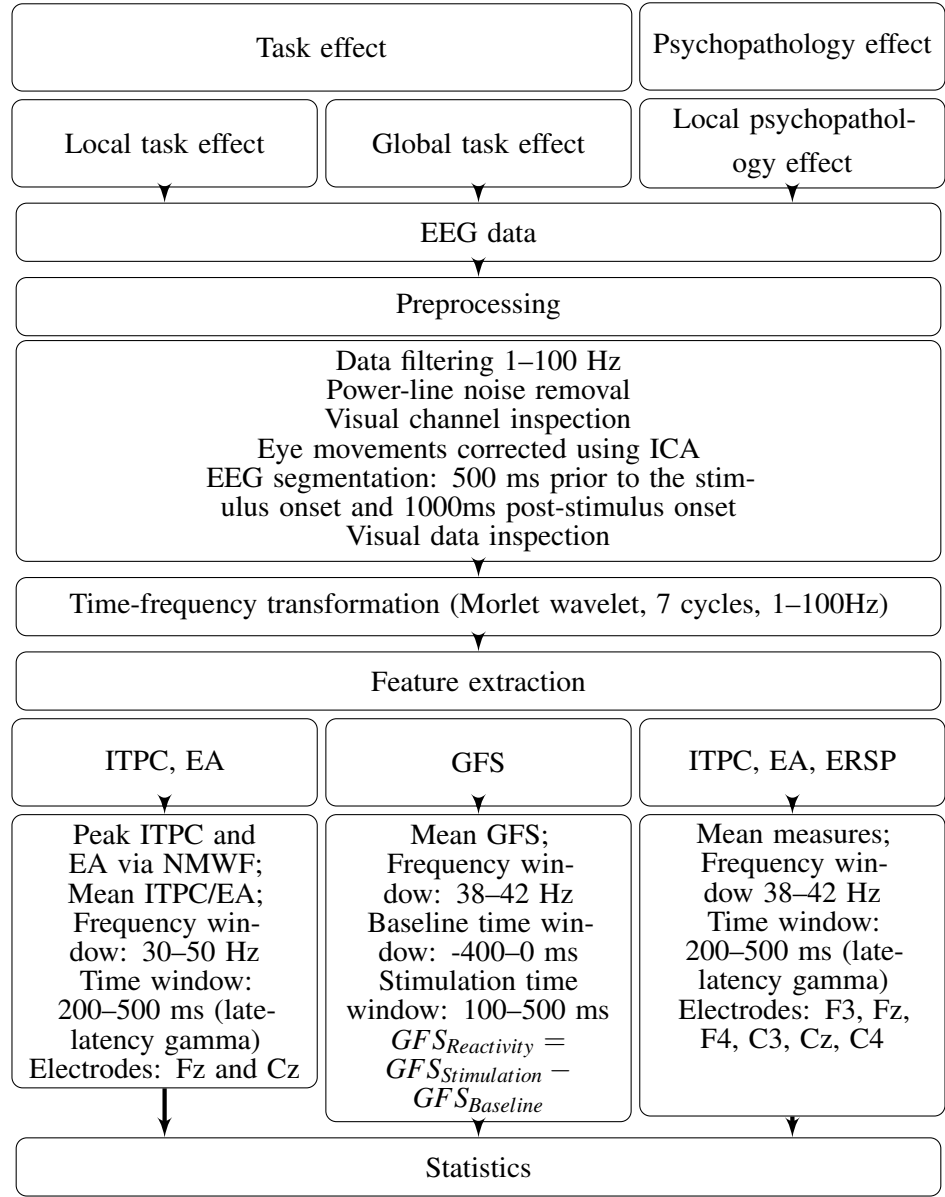 Task effect
Psychopathology effect
Local task effect
Global task effect
Local psychopathol-
ogy effect
EEG data
Preprocessing
Data filtering 1–100 Hz
Power-line noise removal
Visual channel inspection
Eye movements corrected using ICA
EEG segmentation: 500 ms prior to the stim-
ulus onset and 1000ms post-stimulus onset
Visual data inspection
Time-frequency transformation (Morlet wavelet, 7 cycles, 1–100Hz)
Feature extraction
ITPC, EA
GFS
ITPC, EA, ERSP
Peak ITPC and
EA via NMWF;
Mean ITPC/EA;
Frequency win-
dow: 30–50 Hz
Time window:
200–500 ms (late-
latency gamma)
Electrodes: Fz and Cz
Mean GFS;
Frequency win-
dow: 38–42 Hz
Baseline time win-
dow: -400–0 ms
Stimulation time
window: 100–500 ms
GFS_Reactivity =
GFS_Stimulation −
GFS_Baseline
Mean measures;
Frequency win-
dow 38–42 Hz
Time window:
200–500 ms (late-
latency gamma)
Electrodes: F3, Fz,
F4, C3, Cz, C4
Statistics